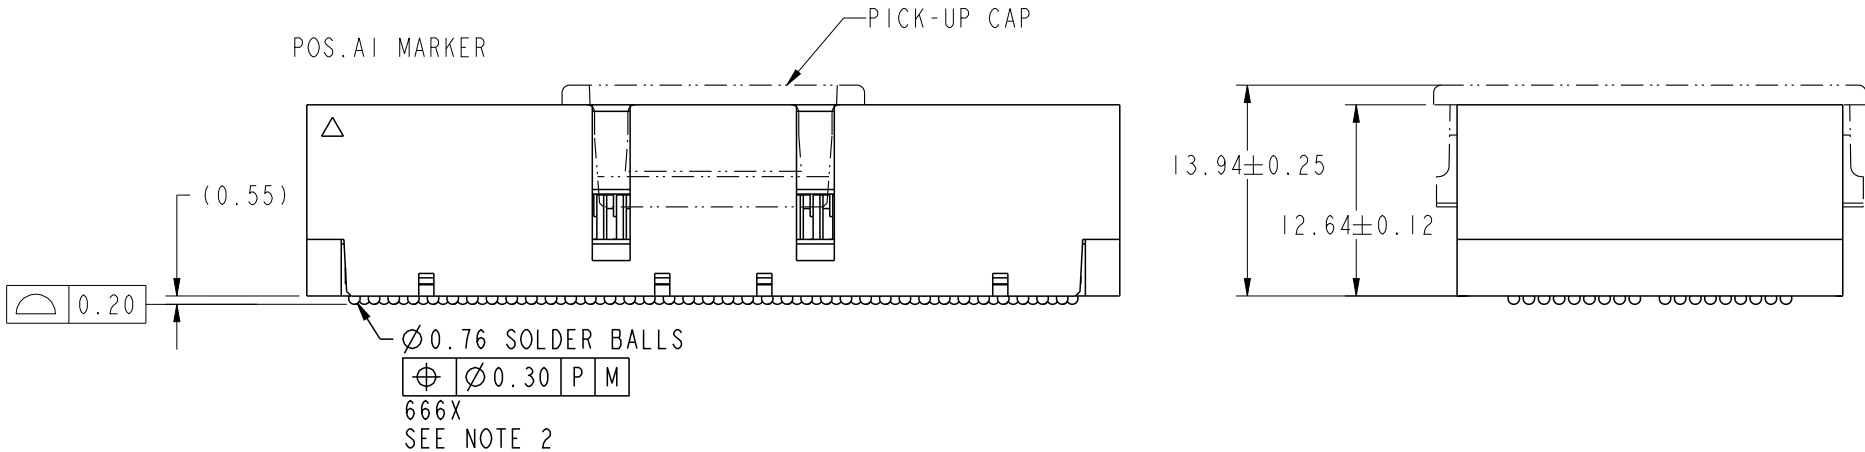 PICK-UP CAP
POS.A1 MARKER
(0.55)
13.94±0.25
12.64±0.12
⌓ 0.20
Ø0.76 SOLDER BALLS
⌖ Ø0.30 P M
666X
SEE NOTE 2